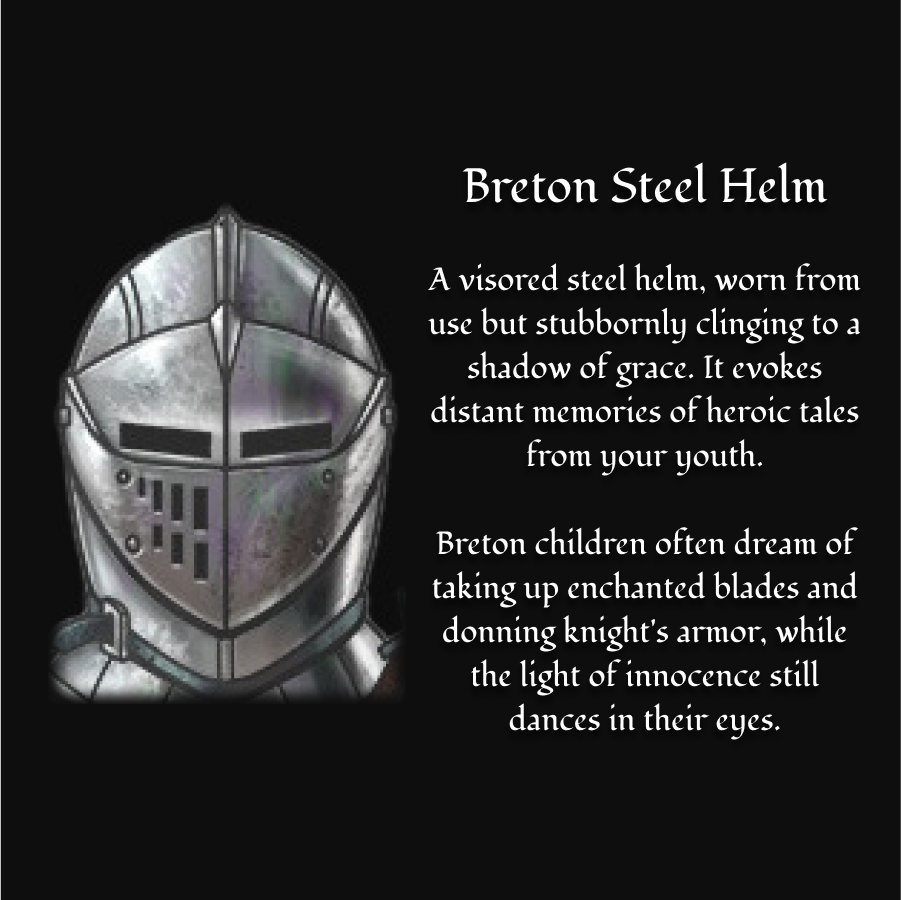 Breton Steel Helm
A visored steel helm, worn from
use but stubbornly clinging to a
shadow of grace. It evokes
distant memories of heroic tales
from your youth.
Breton children often dream of
taking up enchanted blades and
donning knight's armor, while
the light of innocence still
dances in their eyes.